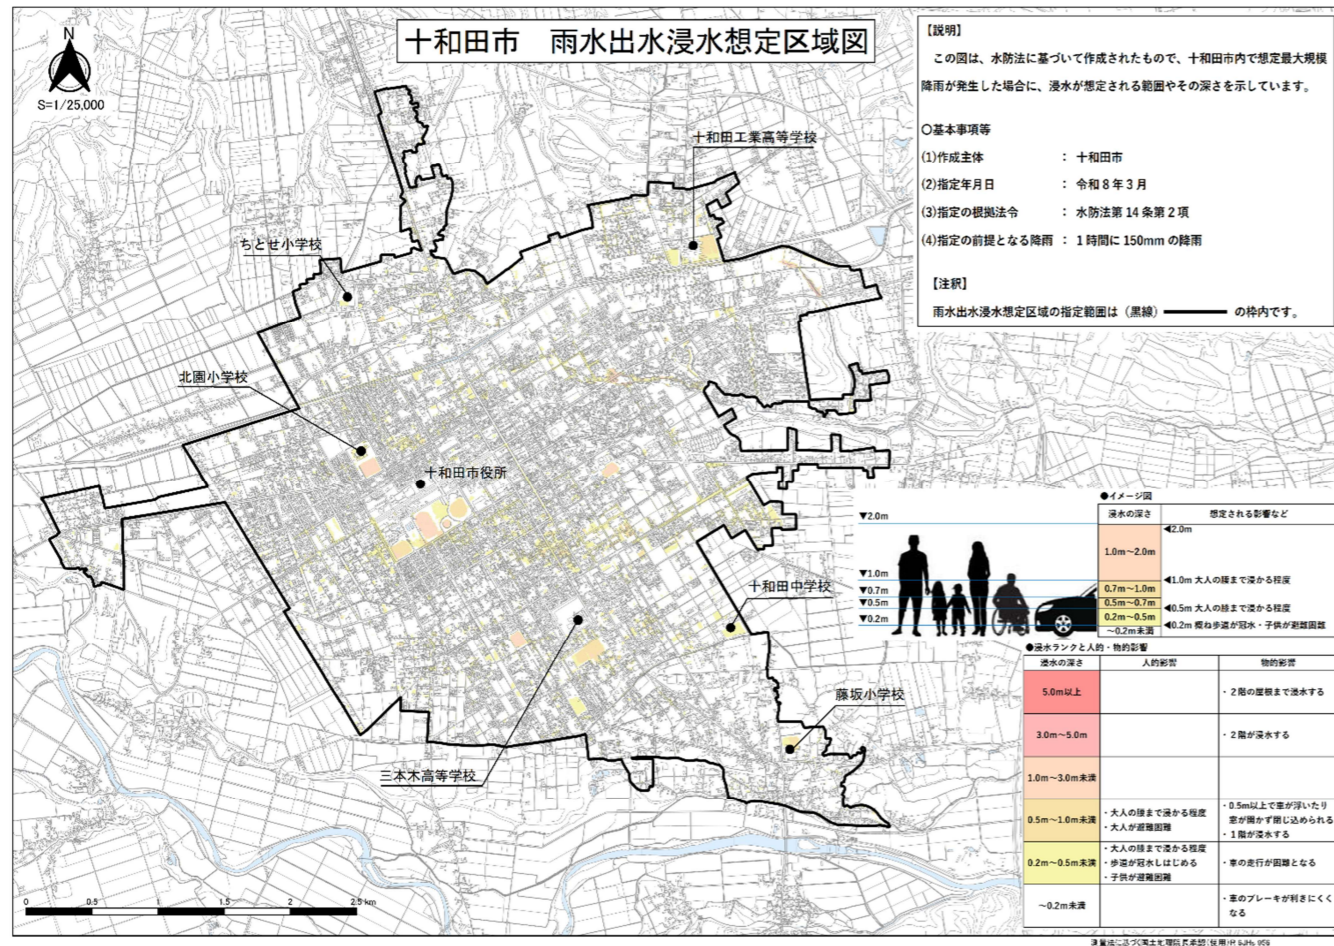 十和田市　雨水出水浸水想定区域図
N
S=1/25,000
【説明】
この図は、水防法に基づいて作成されたもので、十和田市内で想定最大規模
降雨が発生した場合に、浸水が想定される範囲やその深さを示しています。
〇基本事項等
(1)作成主体　：　十和田市
(2)指定年月日　：　令和８年３月
(3)指定の根拠法令　：　水防法第14条第２項
(4)指定の前提となる降雨　：　１時間に150mmの降雨
【注釈】
雨水出水浸水想定区域の指定範囲は（黒線）　の枠内です。
十和田工業高等学校
ちとせ小学校
北園小学校
十和田市役所
十和田中学校
藤坂小学校
三本木高等学校
●イメージ図
浸水の深さ　想定される影響など
▼2.0m
◀2.0m
1.0m～2.0m
▼1.0m
◀1.0m 大人の腰まで浸かる程度
▼0.7m
0.7m～1.0m
▼0.5m
0.5m～0.7m
◀0.5m 大人の膝まで浸かる程度
▼0.2m
0.2m～0.5m
◀0.2m 概ね歩道が冠水・子供が避難困難
～0.2m未満
●浸水ランクと人的・物的影響
浸水の深さ　人的影響　物的影響
5.0m以上　・２階の屋根まで浸水する
3.0m～5.0m　・２階が浸水する
1.0m～3.0m未満
0.5m～1.0m未満
・大人の腰まで浸かる程度
・大人が避難困難
・0.5m以上で車が浮いたり
窓が開かず閉じ込められる
・１階が浸水する
0.2m～0.5m未満
・大人の膝まで浸かる程度
・歩道が冠水しはじめる
・子供が避難困難
・車の走行が困難となる
～0.2m未満
・車のブレーキが利きにくく
なる
0　0.5　1　1.5　2　2.5 km
測量法に基づく国土地理院長承認(使用)